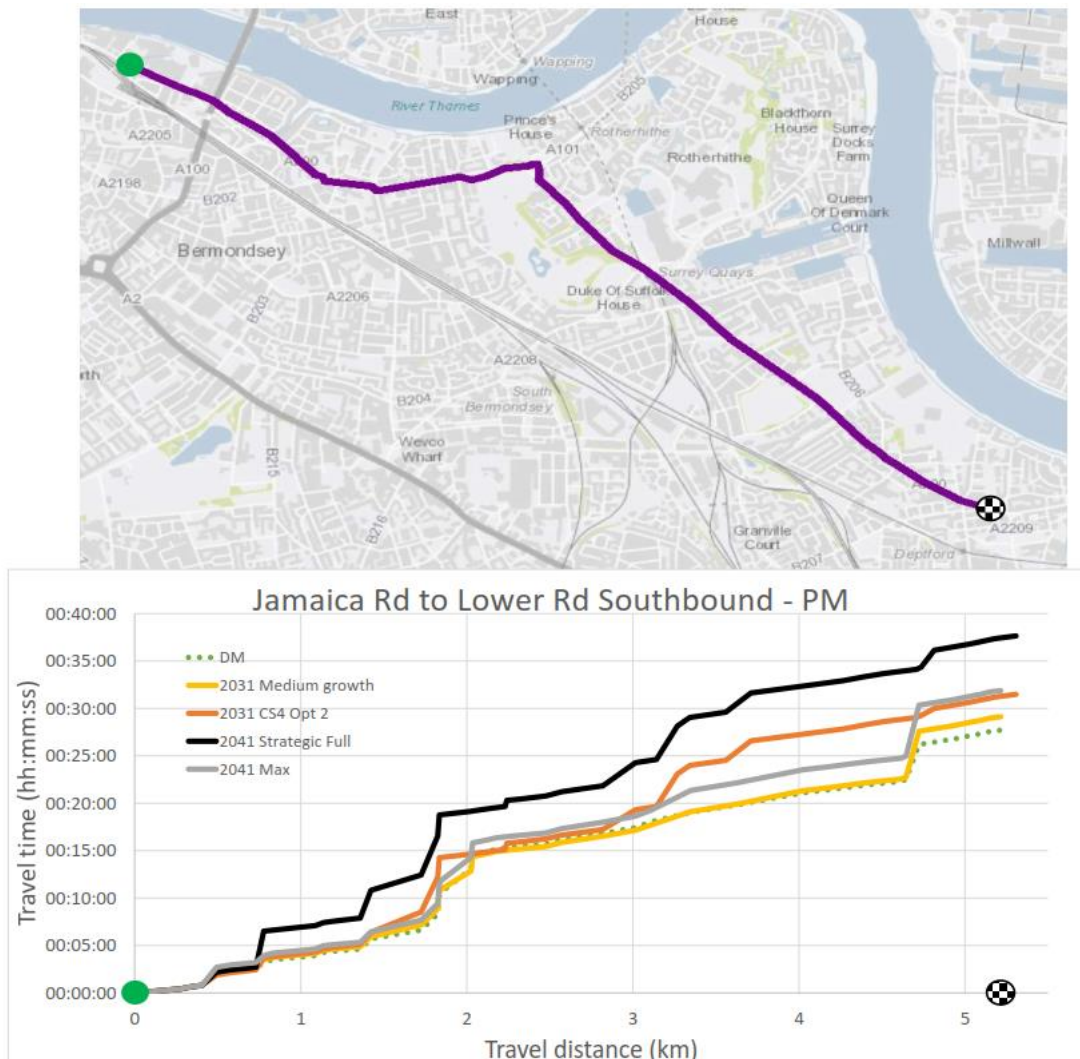 East
House
Wapping
Wapping
B205
River Thames
Prince's
House
Rotherhithe
Blackthorn
House
Surrey
Docks
Farm
A2205
A100
A101
Rotherhithe
A2198
B202
Queen
Of Denmark
Court
Bermondsey
Millwall
Surrey Quays
A2
A2206
B203
Duke Of Suffolk
House
A2208
South
Bermondsey
B206
rth
B204
Wevco
Wharf
B215
B216
Granville
Court
B207
A2209
Deptford
Jamaica Rd to Lower Rd Southbound - PM
00:40:00
00:35:00
00:30:00
00:25:00
00:20:00
00:15:00
00:10:00
00:05:00
00:00:00
Travel time (hh:mm:ss)
DM
2031 Medium growth
2031 CS4 Opt 2
2041 Strategic Full
2041 Max
0 1 2 3 4 5
Travel distance (km)